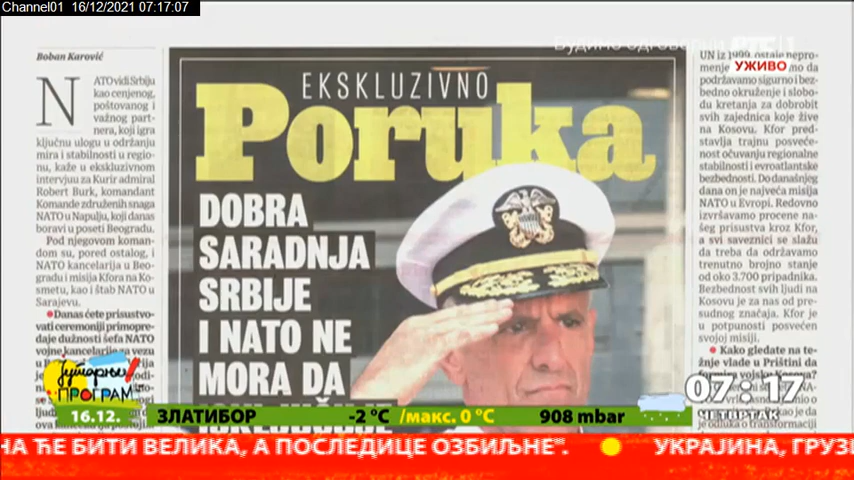 Channel01 16/12/2021 07:17:07
УЖИВО
Boban Karović
NATO vidi Srbiju
kao cenjenog,
poštovanog i
važnog part-
nera, koji igra
ključnu ulogu u održanju
mira i stabilnosti u regio-
nu, kaže u ekskluzivnom
intervjuu za Kurir admiral
Robert Burk, komandant
Komande združenih snaga
NATO u Napulju, koji danas
boravi u poseti Beogradu.
Pod njegovom koman-
dom su, pored ostalog, i
NATO kancelarija u Beo-
gradu i misija Kfora na Ko-
smetu, kao i štab NATO u
Sarajevu.
Danas ćete prisustvo-
vati ceremoniji primopre-
daje dužnosti šefa NATO
vojne kancelarije za vezu
EKSKLUZIVNO
Poruka
DOBRA
SARADNJA
SRBIJE
I NATO NE
MORA DA
UN iz 1999. ostaje nepro-
podržavamo sigurno i bez-
bedno okruženje i slobo-
du kretanja za dobrobit
svih zajednica koje žive
na Kosovu. Kfor pred-
stavlja trajnu posveće-
nost očuvanju regionalne
stabilnosti i evroatlantske
bezbednosti. Do današnjeg
dana on je najveća misija
NATO u Evropi. Redovno
izvršavamo procene na-
šeg prisustva kroz Kfor,
a svi saveznici se slažu
da treba da održavamo
trenutno brojno stanje
od oko 3.700 pripadnika.
Bezbednost svih ljudi na
Kosovu je za nas od pre-
sudnog značaja. Kfor je
u potpunosti posvećen
svojoj misiji.
Kako gledate na te-
žnje vlade u Prištini da
Јутарњи
ПРОГРАМ
07:17
ЧЕТВРТАК
16.12. ЗЛАТИБОР -2 °C /макс. 0 °C 908 mbar
НА ЋЕ БИТИ ВЕЛИКА, А ПОСЛЕДИЦЕ ОЗБИЉНЕ". УКРАЈИНА, ГРУЗ